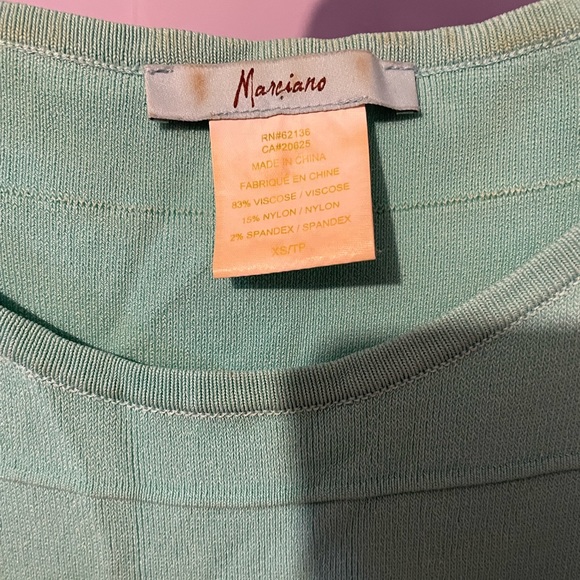 Marciano
RN#62136
CA#20625
MADE IN CHINA
FABRIQUE EN CHINE
83% VISCOSE / VISCOSE
15% NYLON / NYLON
2% SPANDEX / SPANDEX
XS/TP